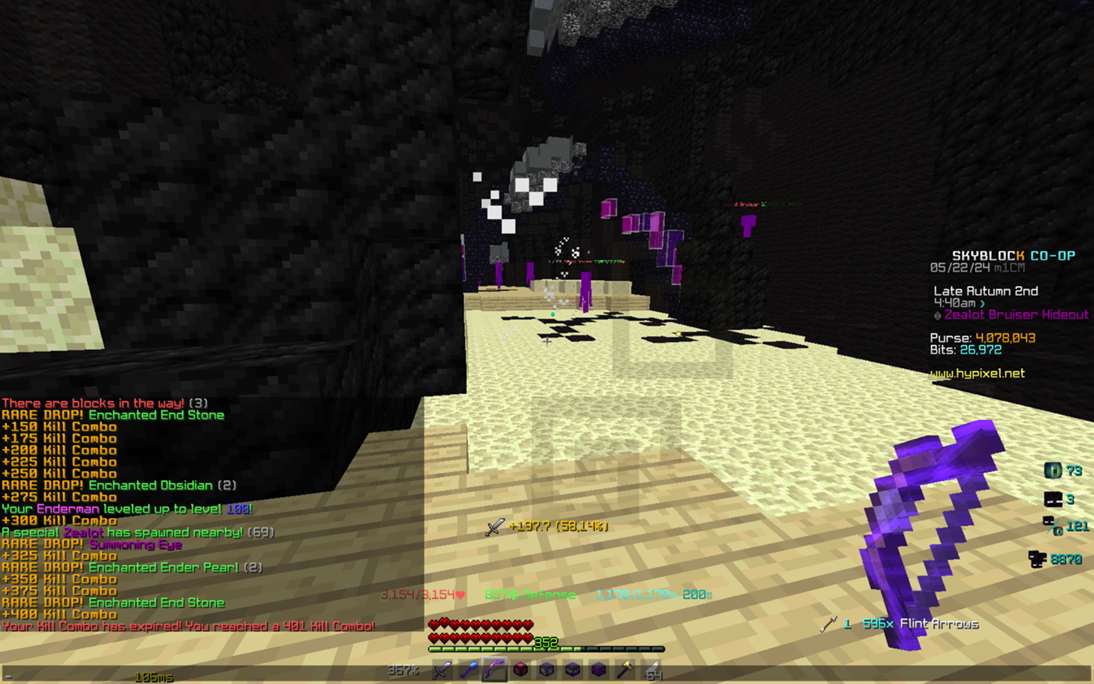 SKYBLOCK CO-OP
05/22/24 m1CM
Late Autumn 2nd
4:40am
Zealot Bruiser Hideout
Purse: 4,078,043
Bits: 26,972
www.hypixel.net
There are blocks in the way! (3)
RARE DROP! Enchanted End Stone
+150 Kill Combo
+175 Kill Combo
+200 Kill Combo
+225 Kill Combo
+250 Kill Combo
RARE DROP! Enchanted Obsidian (2)
+275 Kill Combo
Your Enderman leveled up to level 100!
+300 Kill Combo
A special Zealot has spawned nearby! (69)
RARE DROP! Summoning Eye
+325 Kill Combo
RARE DROP! Enchanted Ender Pearl (2)
+350 Kill Combo
+375 Kill Combo
RARE DROP! Enchanted End Stone
+400 Kill Combo
Your Kill Combo has expired! You reached a 401 Kill Combo!
79
3
121
8870
+197.7 (58.14%)
3,154/3,154 Defense 1,170/1,170 200
1 596x Flint Arrows
352
367%
64
106ms